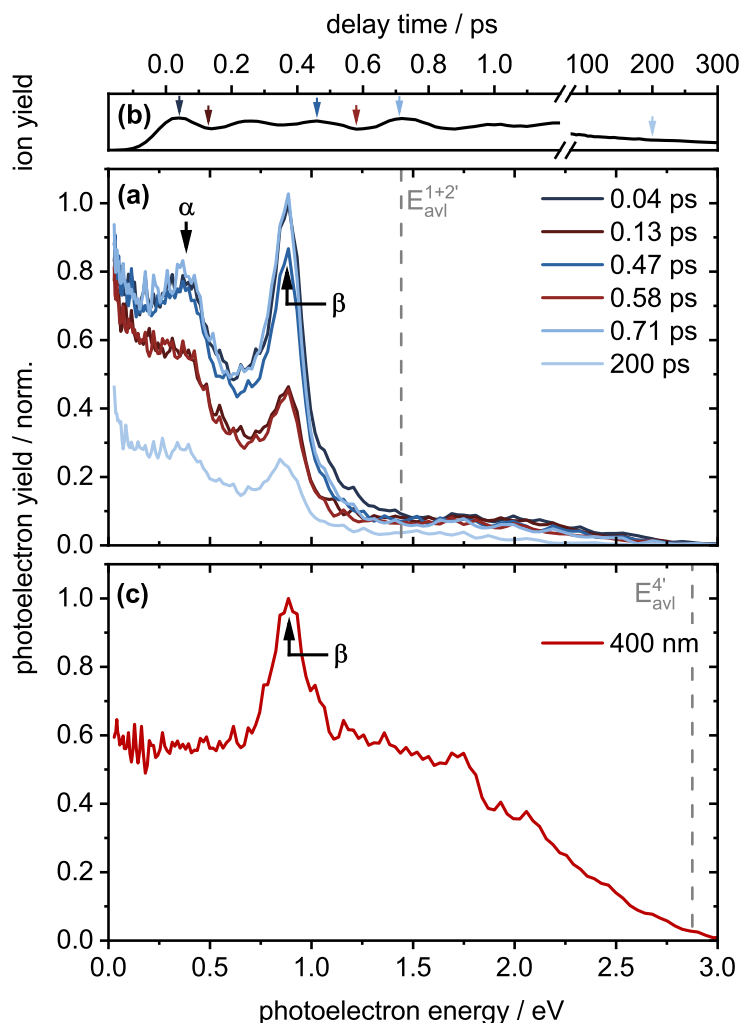 delay time / ps
0.0 0.2 0.4 0.6 0.8 1.0 100 200 300
ion yield
(b)
(a)
α
β
E_avl^1+2'
0.04 ps
0.13 ps
0.47 ps
0.58 ps
0.71 ps
200 ps
1.0
0.8
0.6
0.4
0.2
0.0
photoelectron yield / norm.
(c)
β
E_avl^4'
400 nm
1.0
0.8
0.6
0.4
0.2
0.0
0.0 0.5 1.0 1.5 2.0 2.5 3.0
photoelectron energy / eV